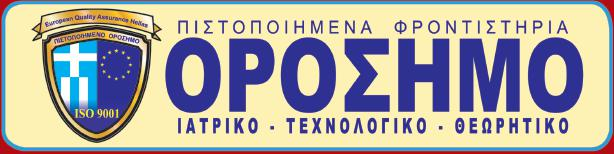 European Quality Assurance Hellas
ΠΙΣΤΟΠΟΙΗΜΕΝΟ ΟΡΟΣΗΜΟ
ISO 9001
ΠΙΣΤΟΠΟΙΗΜΕΝΑ ΦΡΟΝΤΙΣΤΗΡΙΑ
ΟΡΟΣΗΜΟ
ΙΑΤΡΙΚΟ - ΤΕΧΝΟΛΟΓΙΚΟ - ΘΕΩΡΗΤΙΚΟ